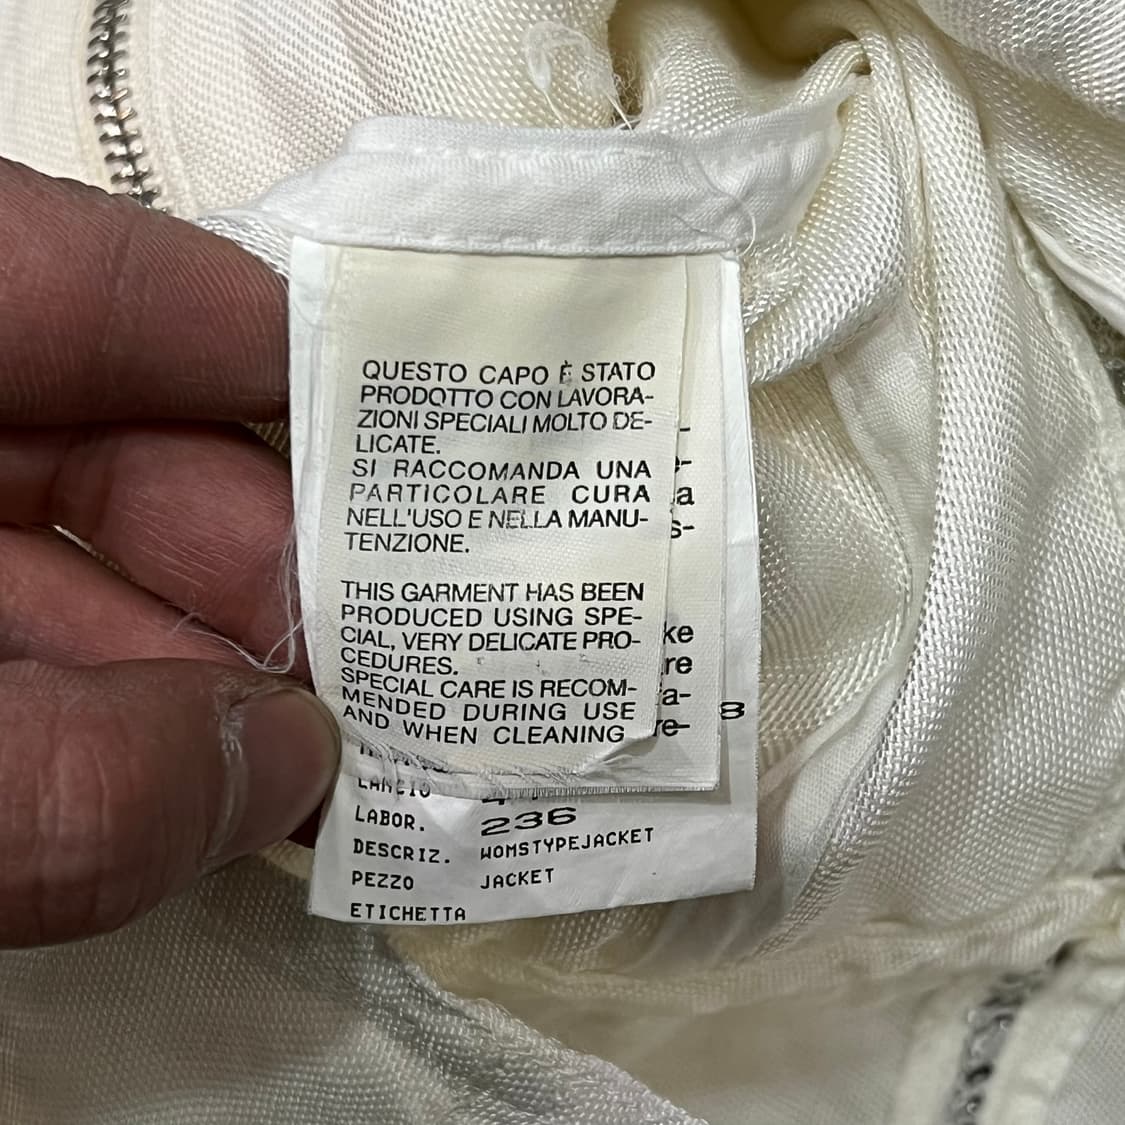 QUESTO CAPO È STATO
PRODOTTO CON LAVORA-
ZIONI SPECIALI MOLTO DE-
LICATE.
SI RACCOMANDA UNA
PARTICOLARE CURA
NELL'USO E NELLA MANU-
TENZIONE.
THIS GARMENT HAS BEEN
PRODUCED USING SPE-
CIAL, VERY DELICATE PRO-
CEDURES.
SPECIAL CARE IS RECOM-
MENDED DURING USE
AND WHEN CLEANING
8
LANCIO
LABOR. 236
DESCRIZ. WOMSTYPEJACKET
PEZZO JACKET
ETICHETTA